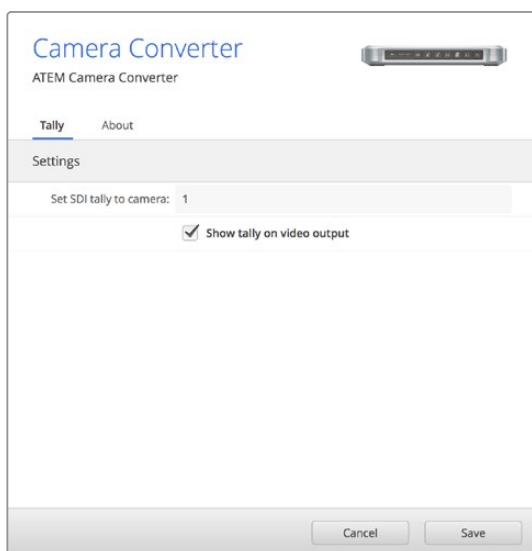 Camera Converter
ATEM Camera Converter
Tally About
Settings
Set SDI tally to camera: 1
Show tally on video output
Cancel Save